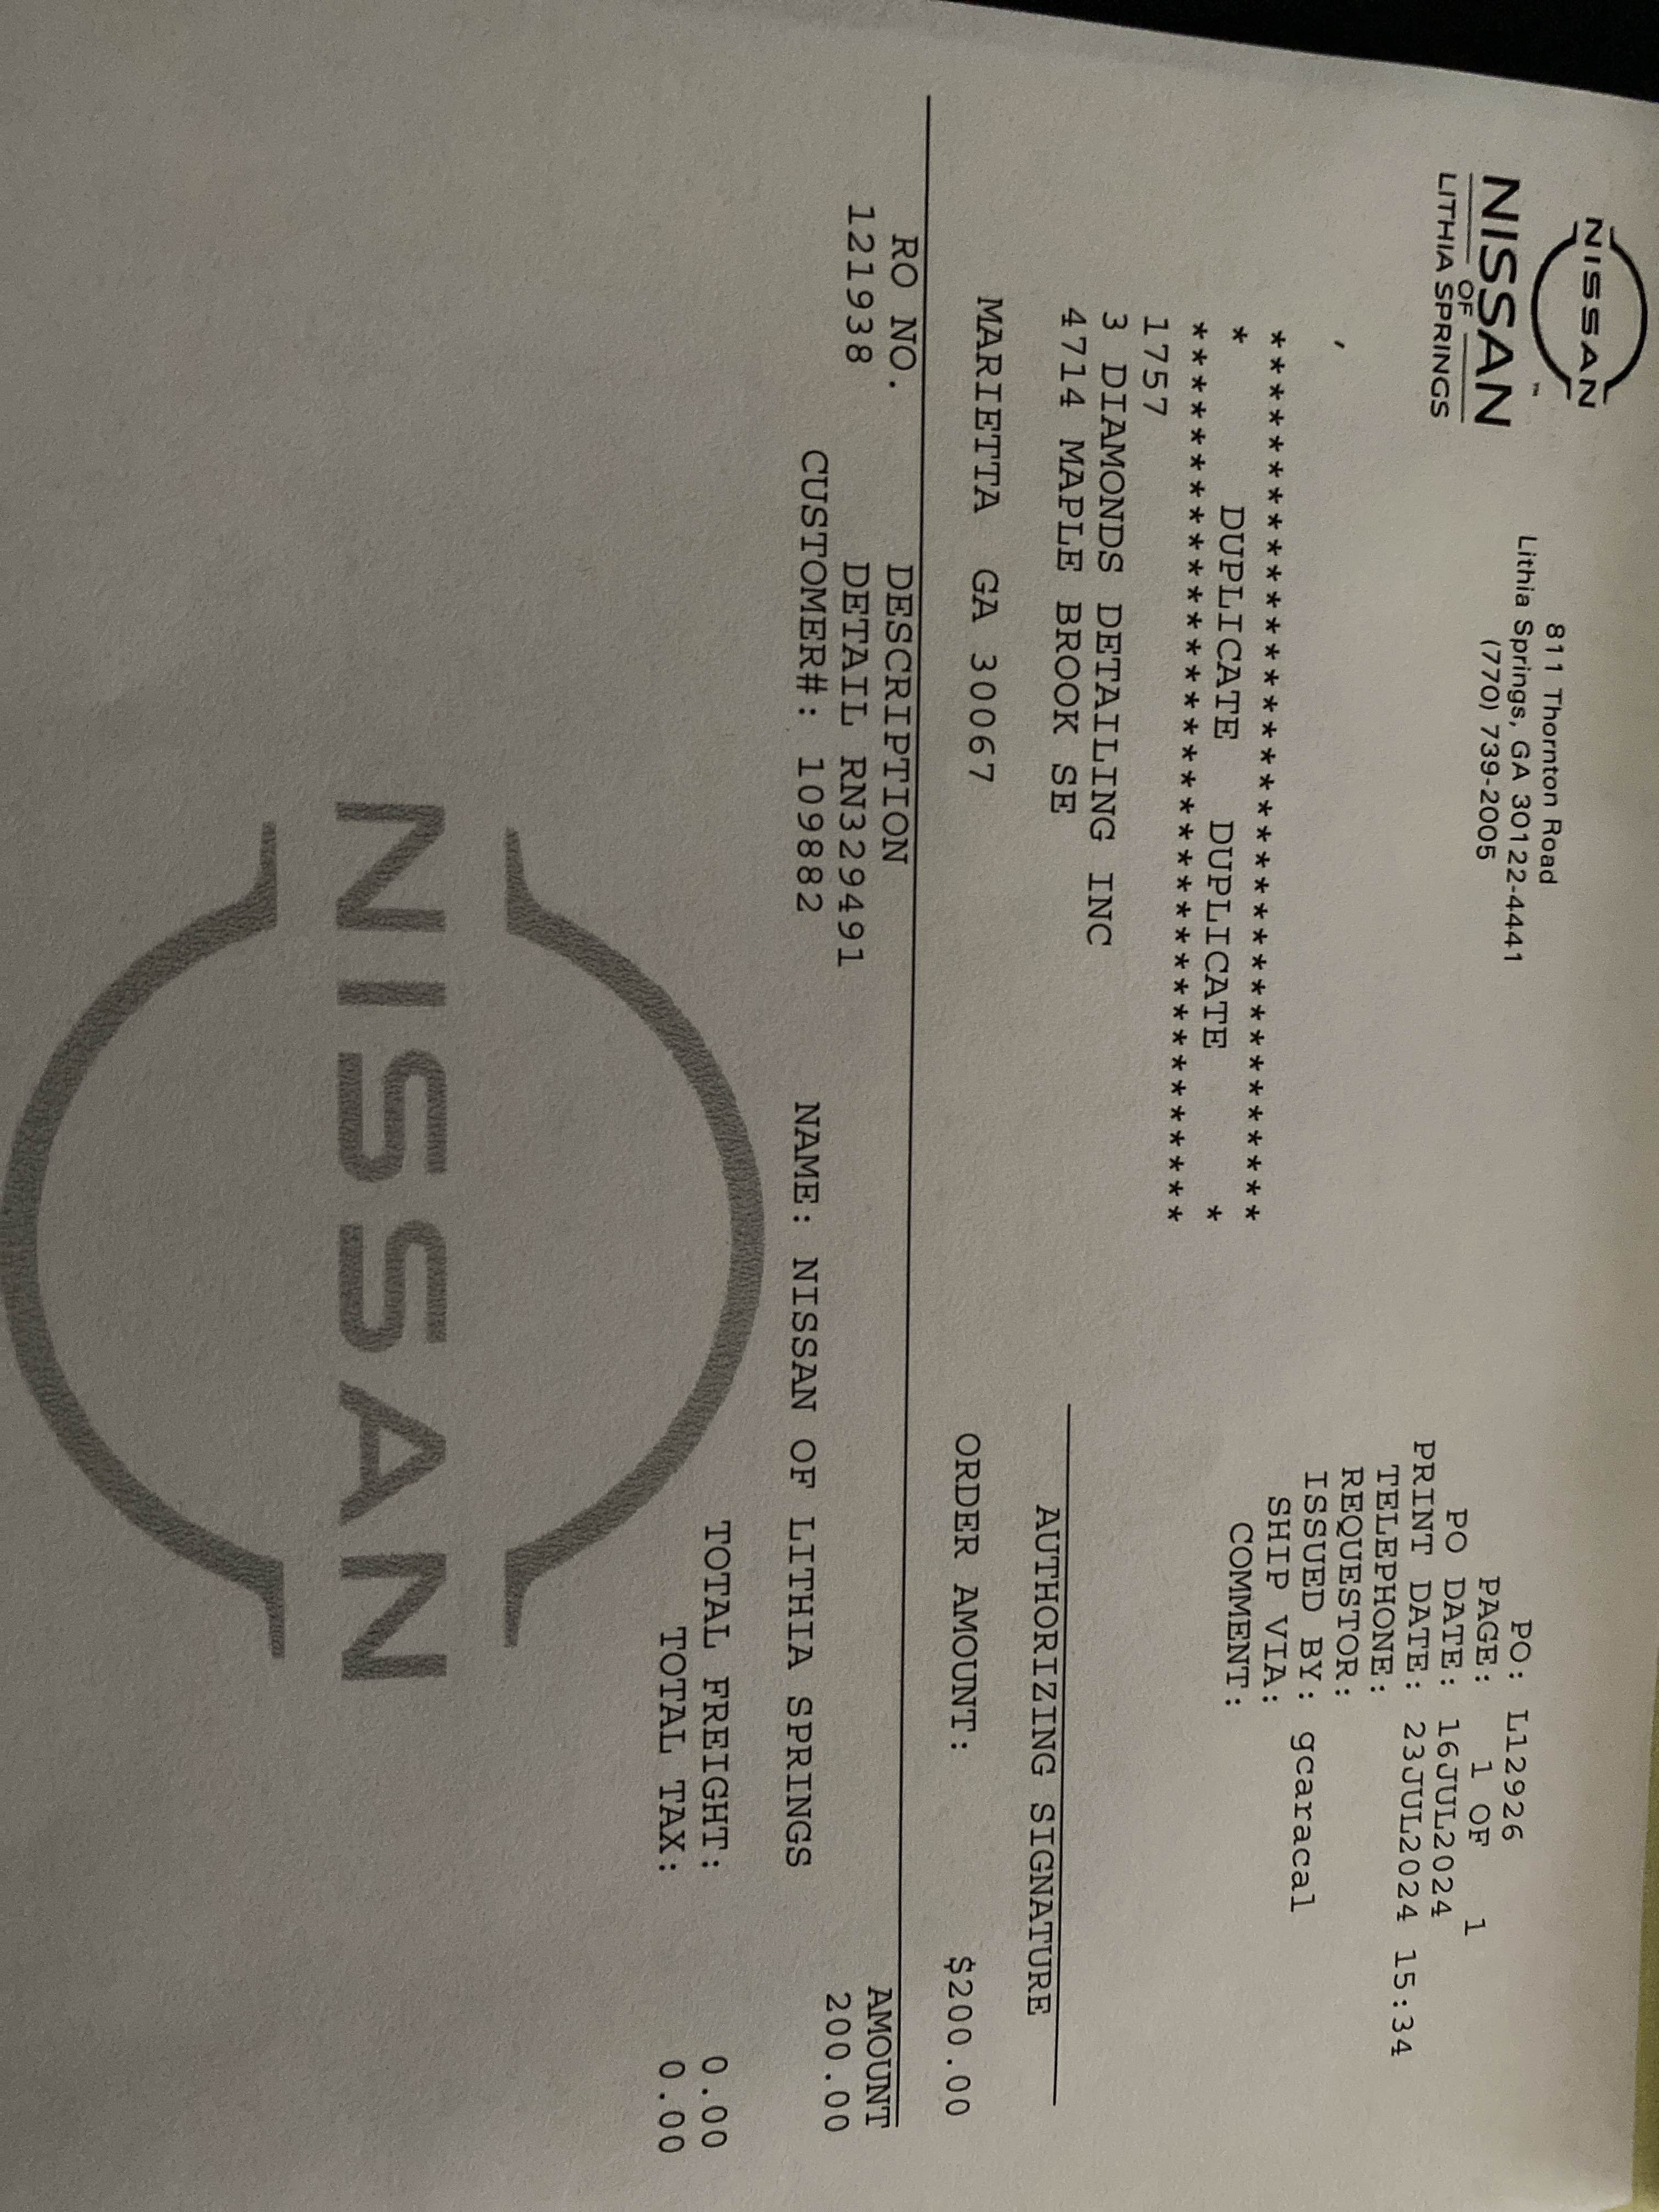 NISSAN
NISSAN
OF
LITHIA SPRINGS
811 Thornton Road
Lithia Springs, GA 30122-4441
(770) 739-2005
PO: L12926
PAGE: 1 OF 1
PO DATE: 16JUL2024
PRINT DATE: 23JUL2024 15:34
TELEPHONE:
REQUESTOR:
ISSUED BY: gcaracal
SHIP VIA:
COMMENT:
************************************
* DUPLICATE DUPLICATE *
************************************
1757
3 DIAMONDS DETAILING INC
4714 MAPLE BROOK SE
MARIETTA GA 30067
AUTHORIZING SIGNATURE
ORDER AMOUNT: $200.00
RO NO. DESCRIPTION AMOUNT
121938 DETAIL RN329491 200.00
CUSTOMER#: 109882 NAME: NISSAN OF LITHIA SPRINGS
TOTAL FREIGHT: 0.00
TOTAL TAX: 0.00
NISSAN